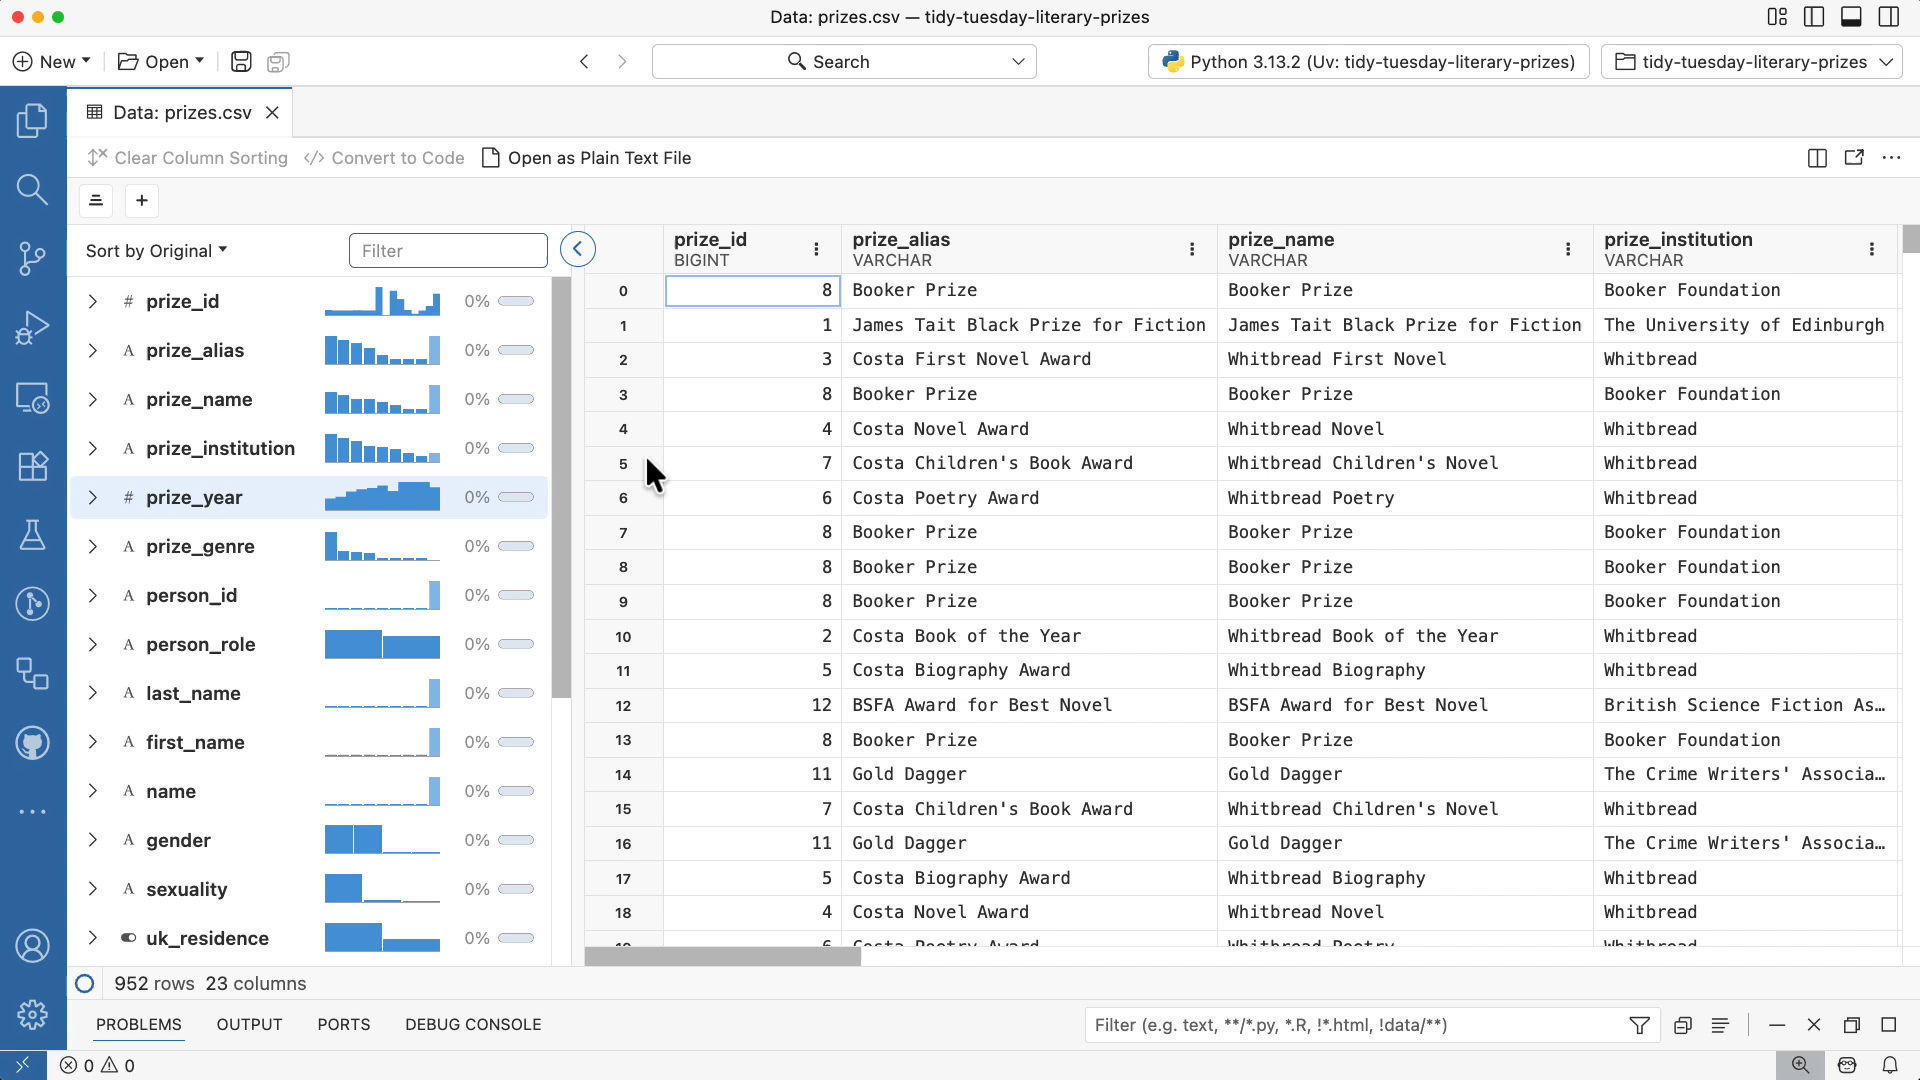 Data: prizes.csv — tidy-tuesday-literary-prizes
New Open Search Python 3.13.2 (Uv: tidy-tuesday-literary-prizes) tidy-tuesday-literary-prizes
Data: prizes.csv
Clear Column Sorting </> Convert to Code Open as Plain Text File
Sort by Original Filter
# prize_id 0%
A prize_alias 0%
A prize_name 0%
A prize_institution 0%
# prize_year 0%
A prize_genre 0%
A person_id 0%
A person_role 0%
A last_name 0%
A first_name 0%
A name 0%
A gender 0%
A sexuality 0%
uk_residence 0%
prize_id prize_alias prize_name prize_institution
BIGINT VARCHAR VARCHAR VARCHAR
0 8 Booker Prize Booker Prize Booker Foundation
1 1 James Tait Black Prize for Fiction James Tait Black Prize for Fiction The University of Edinburgh
2 3 Costa First Novel Award Whitbread First Novel Whitbread
3 8 Booker Prize Booker Prize Booker Foundation
4 4 Costa Novel Award Whitbread Novel Whitbread
5 7 Costa Children's Book Award Whitbread Children's Novel Whitbread
6 6 Costa Poetry Award Whitbread Poetry Whitbread
7 8 Booker Prize Booker Prize Booker Foundation
8 8 Booker Prize Booker Prize Booker Foundation
9 8 Booker Prize Booker Prize Booker Foundation
10 2 Costa Book of the Year Whitbread Book of the Year Whitbread
11 5 Costa Biography Award Whitbread Biography Whitbread
12 12 BSFA Award for Best Novel BSFA Award for Best Novel British Science Fiction As…
13 8 Booker Prize Booker Prize Booker Foundation
14 11 Gold Dagger Gold Dagger The Crime Writers' Associa…
15 7 Costa Children's Book Award Whitbread Children's Novel Whitbread
16 11 Gold Dagger Gold Dagger The Crime Writers' Associa…
17 5 Costa Biography Award Whitbread Biography Whitbread
18 4 Costa Novel Award Whitbread Novel Whitbread
19 6 Costa Poetry Award Whitbread Poetry Whitbread
952 rows 23 columns
PROBLEMS OUTPUT PORTS DEBUG CONSOLE Filter (e.g. text, **/*.py, *.R, !*.html, !data/**)
0 0